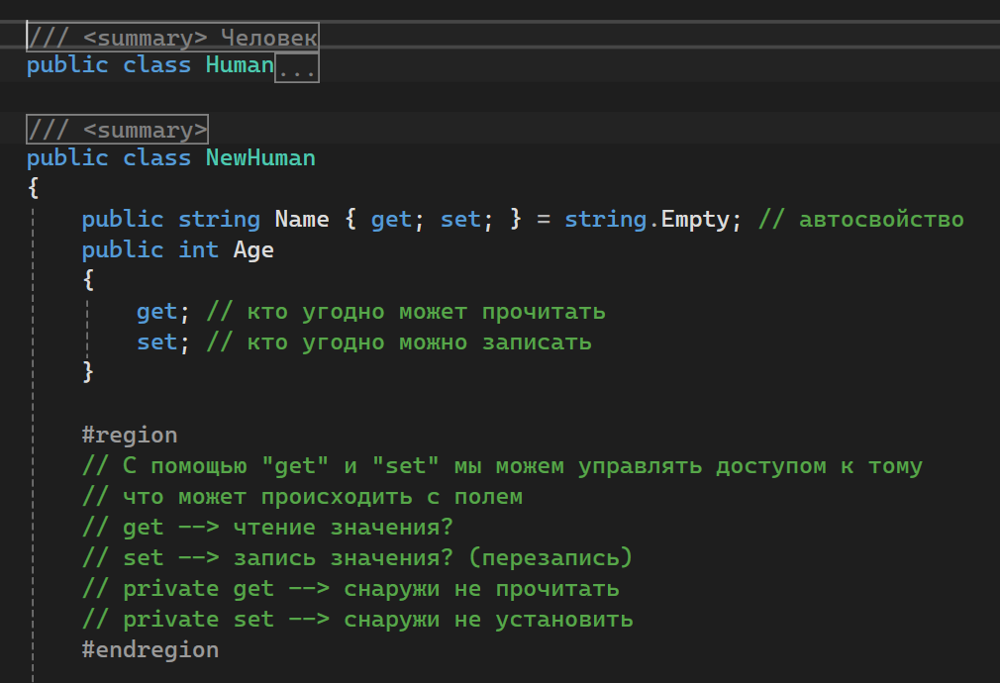 /// <summary> Человек
public class Human...
/// <summary>
public class NewHuman
{
public string Name { get; set; } = string.Empty; // автосвойство
public int Age
{
get; // кто угодно может прочитать
set; // кто угодно можно записать
}
#region
// С помощью "get" и "set" мы можем управлять доступом к тому
// что может происходить с полем
// get --> чтение значения?
// set --> запись значения? (перезапись)
// private get --> снаружи не прочитать
// private set --> снаружи не установить
#endregion